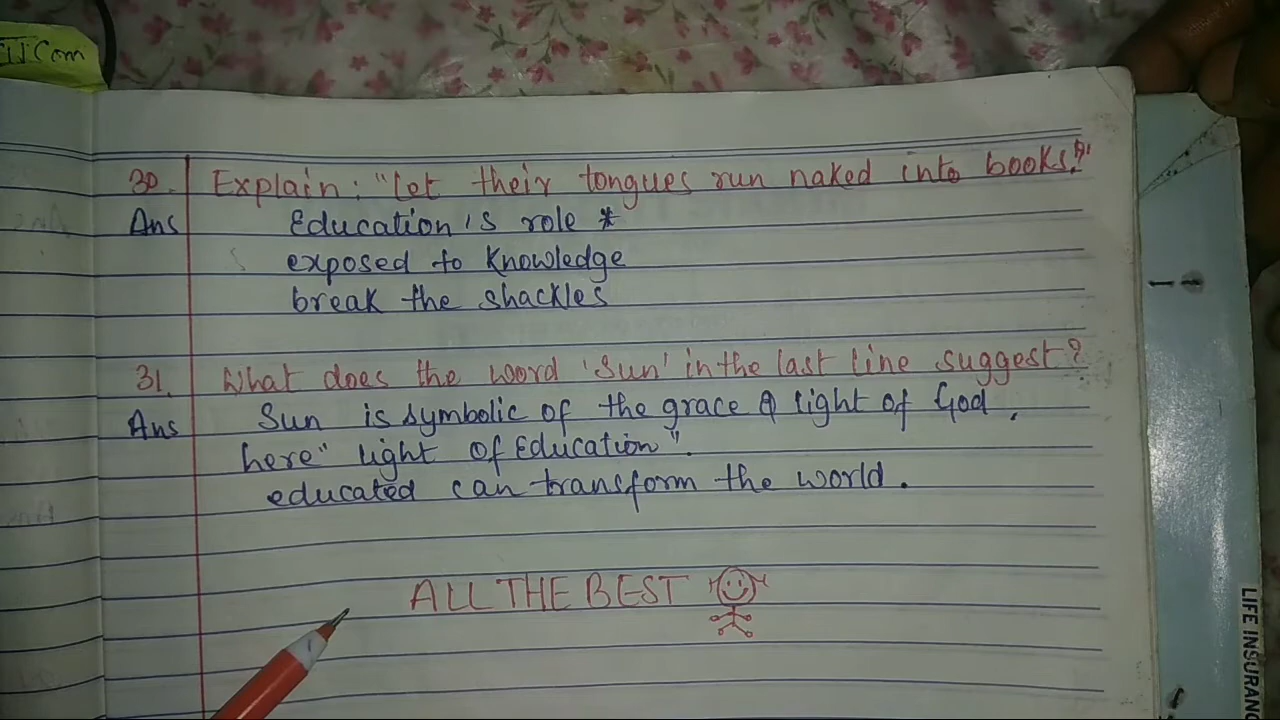 II Com
30. Explain: "Let their tongues run naked into books?"
Ans Education's role *
exposed to knowledge
break the shackles
31. What does the word 'Sun' in the last line suggest?
Ans Sun is symbolic of the grace & light of God,
here "light of Education".
educated can transform the world.
ALL THE BEST
LIFE INSURANC